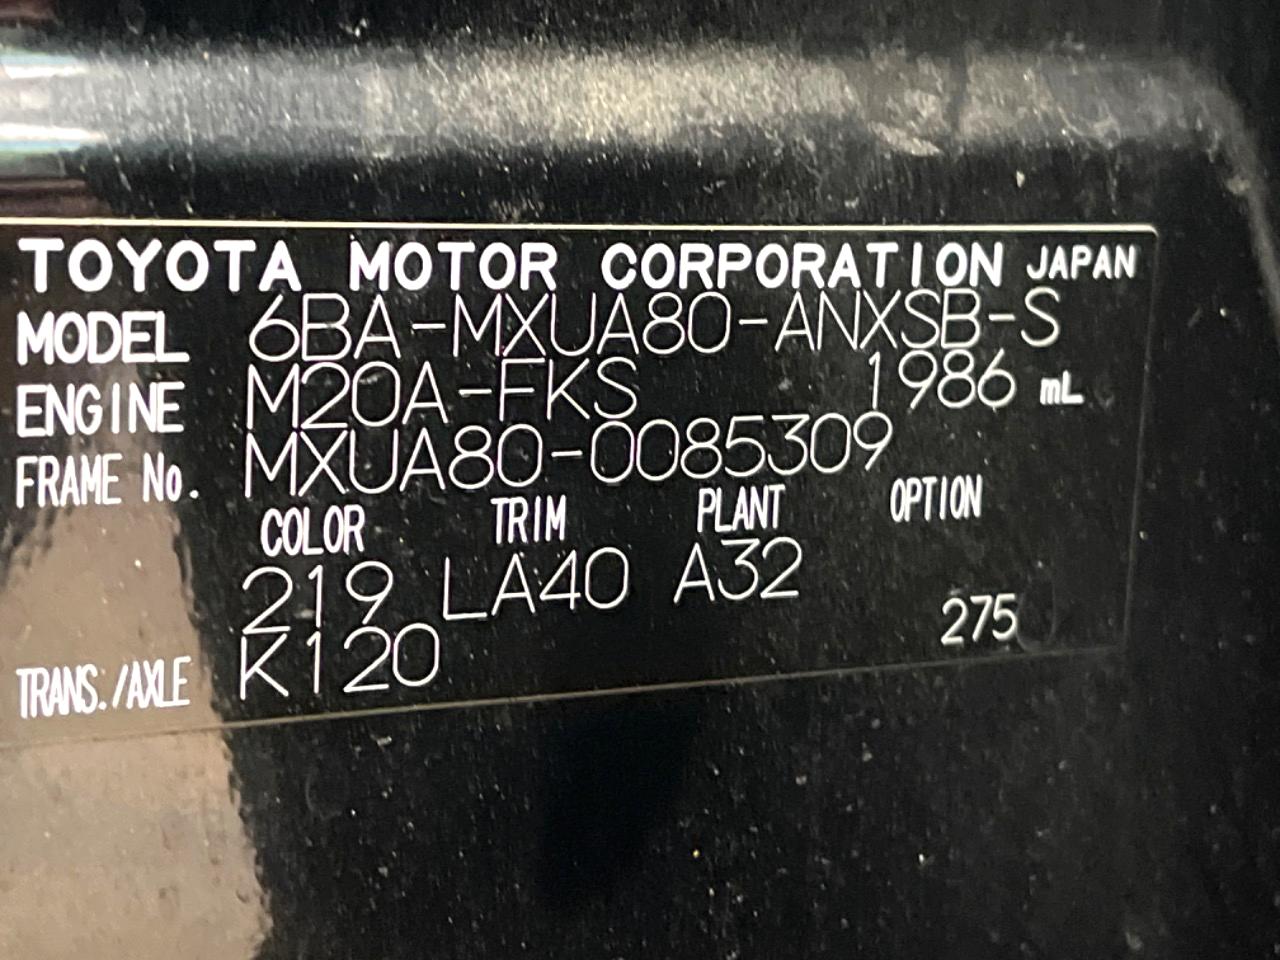 TOYOTA MOTOR CORPORATION JAPAN
MODEL 6BA-MXUA80-ANXSB-S
ENGINE M20A-FKS 1986 mL
FRAME No. MXUA80-0085309
COLOR TRIM PLANT OPTION
219 LA40 A32
TRANS./AXLE K120 275